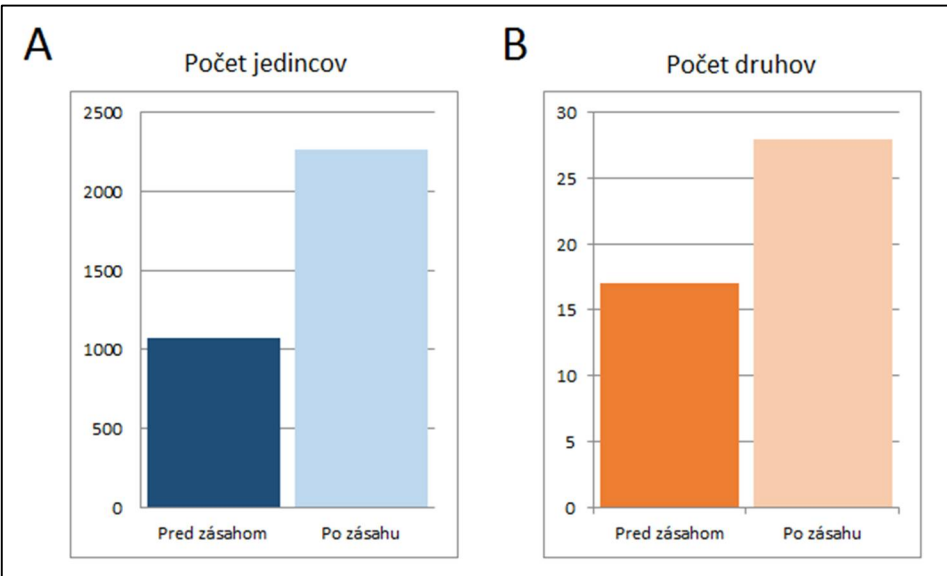 A
Počet jedincov
2500
2000
1500
1000
500
0
Pred zásahom
Po zásahu
B
Počet druhov
30
25
20
15
10
5
0
Pred zásahom
Po zásahu